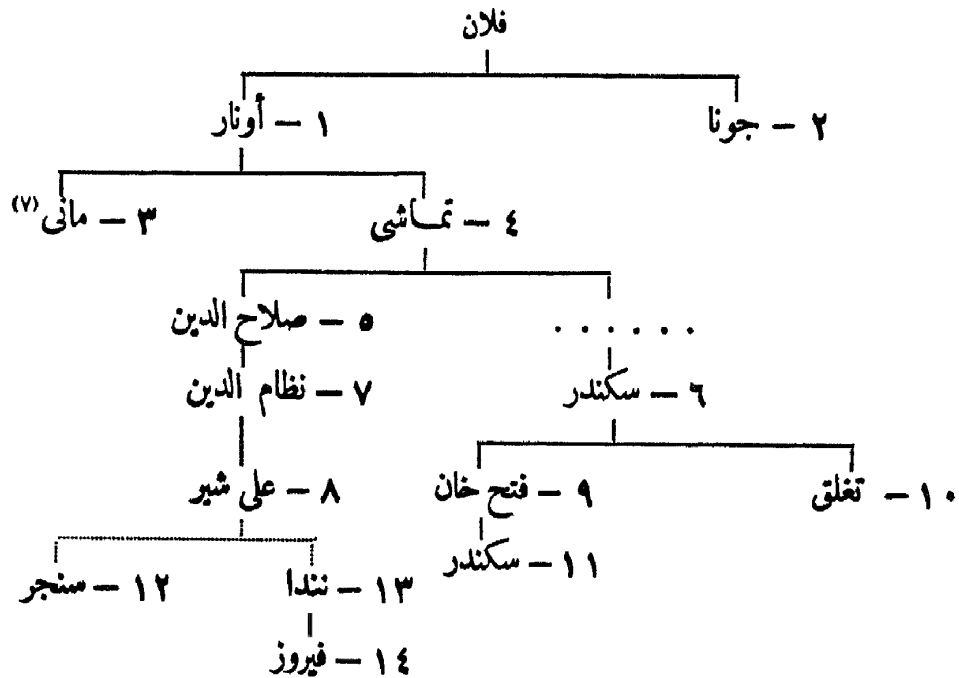 فلان
٢ – جونا ١ – أونار
٤ – تماشى ٣ – مانى (٧)
. . . . . . ٥ – صلاح الدين
٦ – سكندر ٧ – نظام الدين
١٠ – تغلق ٩ – فتح خان ٨ – على شير
١١ – سكندر
١٣ – نندا ١٢ – سنجر
١٤ – فيروز